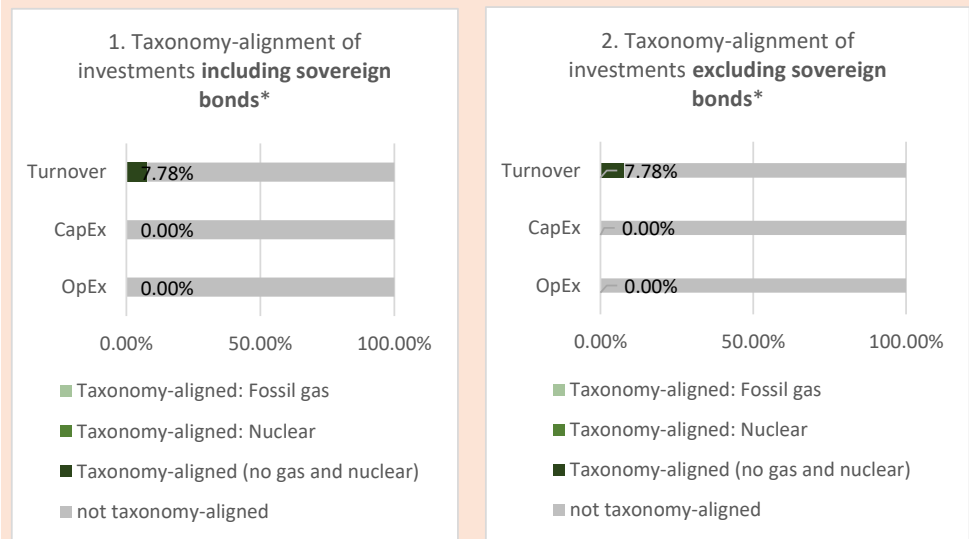 1. Taxonomy-alignment of
investments including sovereign
bonds*
Turnover
7.78%
CapEx
0.00%
OpEx
0.00%
0.00% 50.00% 100.00%
Taxonomy-aligned: Fossil gas
Taxonomy-aligned: Nuclear
Taxonomy-aligned (no gas and nuclear)
not taxonomy-aligned
2. Taxonomy-alignment of
investments excluding sovereign
bonds*
Turnover
7.78%
CapEx
0.00%
OpEx
0.00%
0.00% 50.00% 100.00%
Taxonomy-aligned: Fossil gas
Taxonomy-aligned: Nuclear
Taxonomy-aligned (no gas and nuclear)
not taxonomy-aligned